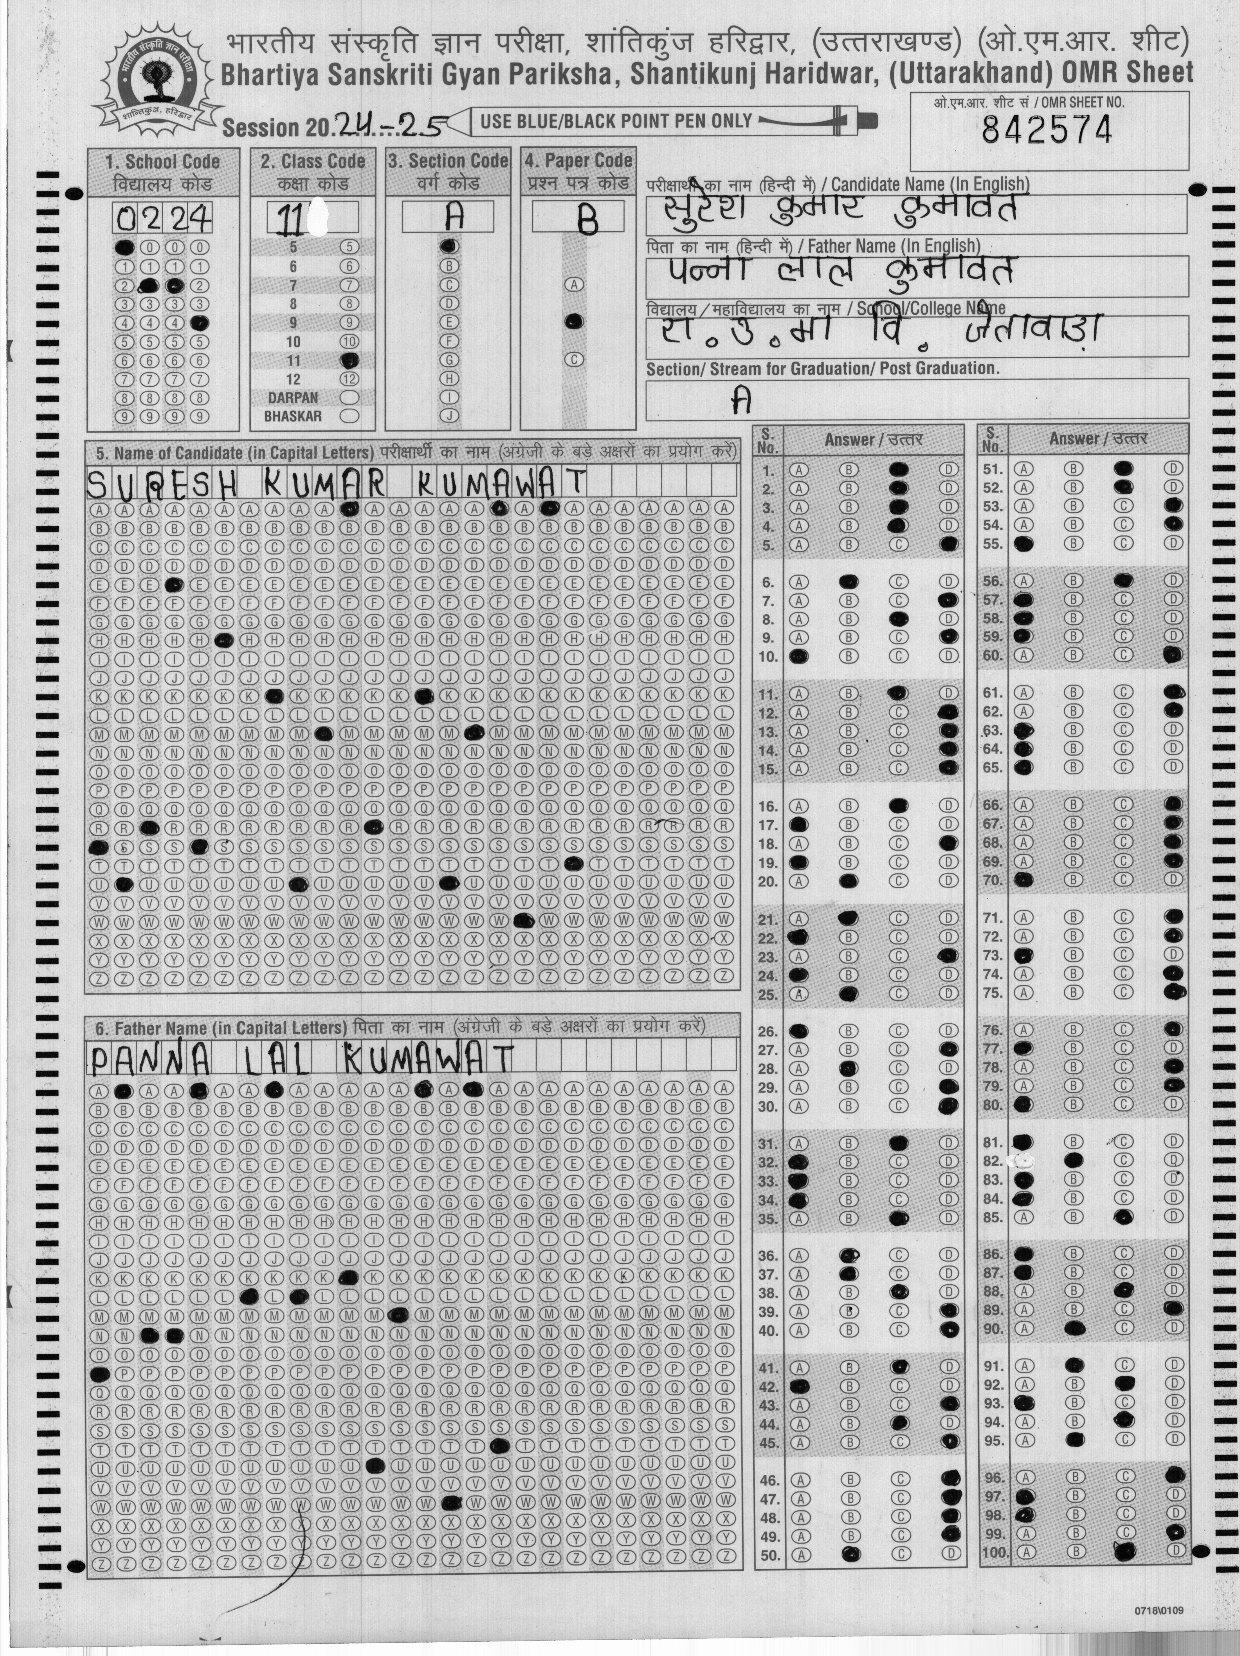 भारतीय संस्कृति ज्ञान परीक्षा, शांतिकुंज हरिद्वार, (उत्तराखण्ड) (ओ.एम.आर. शीट)
Bhartiya Sanskriti Gyan Pariksha, Shantikunj Haridwar, (Uttarakhand) OMR Sheet
Session 2024-25
USE BLUE/BLACK POINT PEN ONLY
ओ.एम.आर. शीट सं / OMR SHEET NO.
842574
1. School Code
विद्यालय कोड
0224
2. Class Code
कक्षा कोड
11
5
6
7
8
9
10
11
12
DARPAN
BHASKAR
3. Section Code
वर्ग कोड
A
4. Paper Code
प्रश्न पत्र कोड
B
परीक्षार्थी का नाम (हिन्दी में) / Candidate Name (In English)
सुरेश कुमार कुमावत
पिता का नाम (हिन्दी में) / Father Name (In English)
पन्ना लाल कुमावत
विद्यालय/महाविद्यालय का नाम / School/College Name
रा.उ.मा वि. जेतावाड़ा
Section/ Stream for Graduation/ Post Graduation.
A
5. Name of Candidate (in Capital Letters) परीक्षार्थी का नाम (अंग्रेजी के बड़े अक्षरों का प्रयोग करें)
SURESH KUMAR KUMAWAT
6. Father Name (in Capital Letters) पिता का नाम (अंग्रेजी के बड़े अक्षरों का प्रयोग करें)
PANNA LAL KUMAWAT
S. No. Answer / उत्तर
S. No. Answer / उत्तर
0718\0109